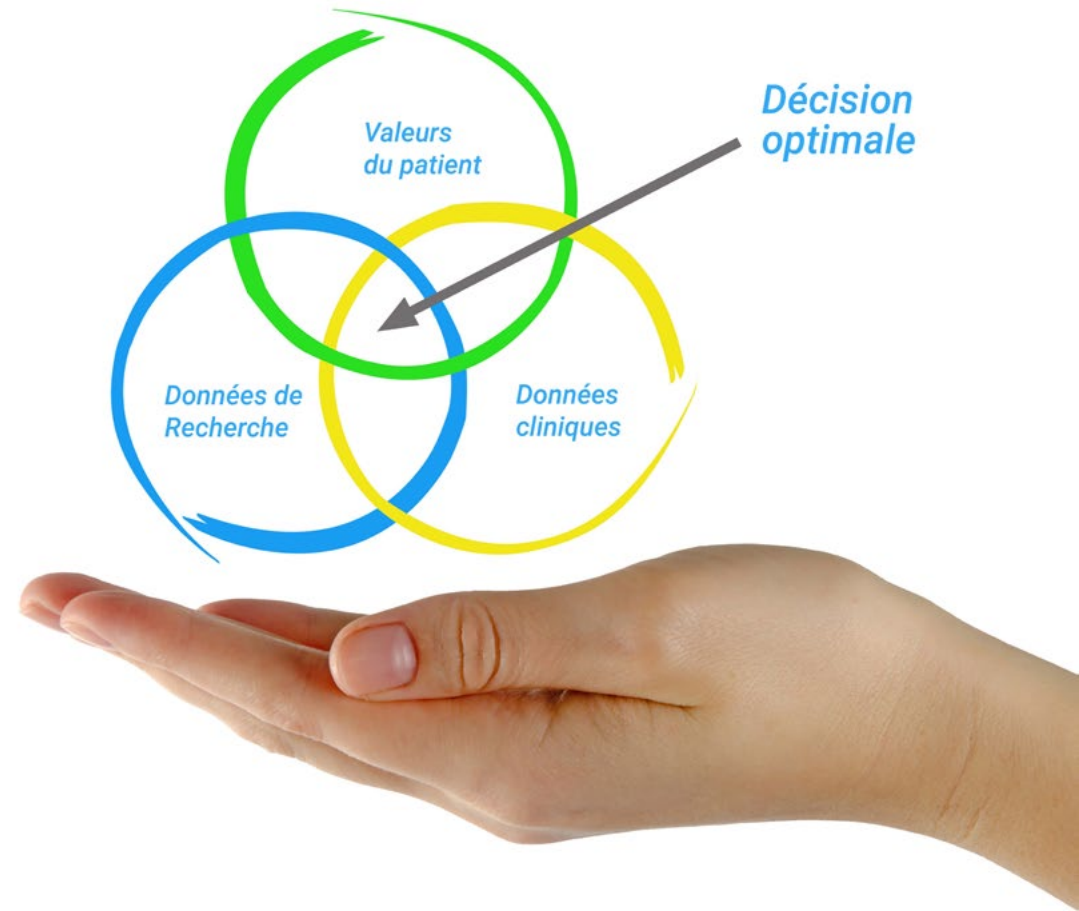 Valeurs
du patient
Décision
optimale
Données de
Recherche
Données
cliniques